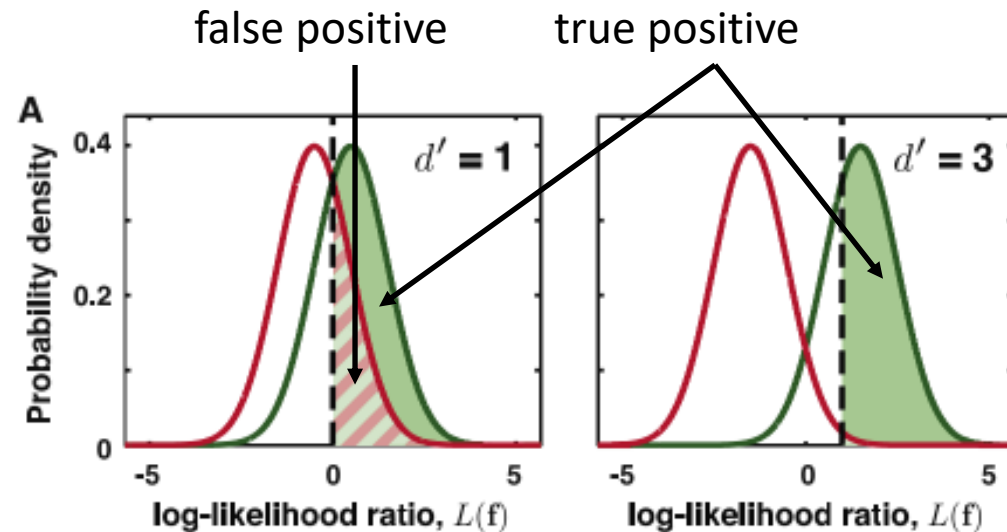 false positive
true positive
A
d′ = 1
d′ = 3
Probability density
0.4
0.2
0
-5 0 5
-5 0 5
log-likelihood ratio, L(f)
log-likelihood ratio, L(f)